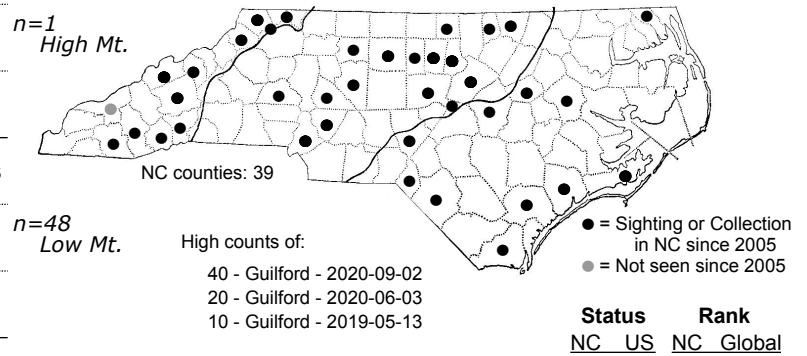 n=1
High Mt.
NC counties: 39
n=48
Low Mt.
High counts of:
40 - Guilford - 2020-09-02
20 - Guilford - 2020-06-03
10 - Guilford - 2019-05-13
= Sighting or Collection
in NC since 2005
= Not seen since 2005
Status Rank
NC US NC Global